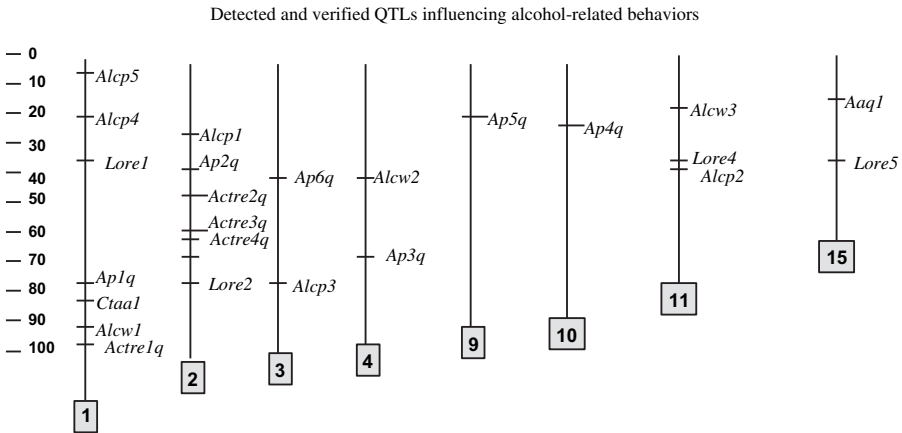 Detected and verified QTLs influencing alcohol-related behaviors
0
10
20
30
40
50
60
70
80
90
100
Alcp5
Alcp4
Lore1
Ap1q
Ctaa1
Alcw1
Actre1q
1
Alcp1
Ap2q
Actre2q
Actre3q
Actre4q
Lore2
2
Ap6q
Alcp3
3
Alcw2
Ap3q
4
Ap5q
9
Ap4q
10
Alcw3
Lore4
Alcp2
11
Aaq1
Lore5
15